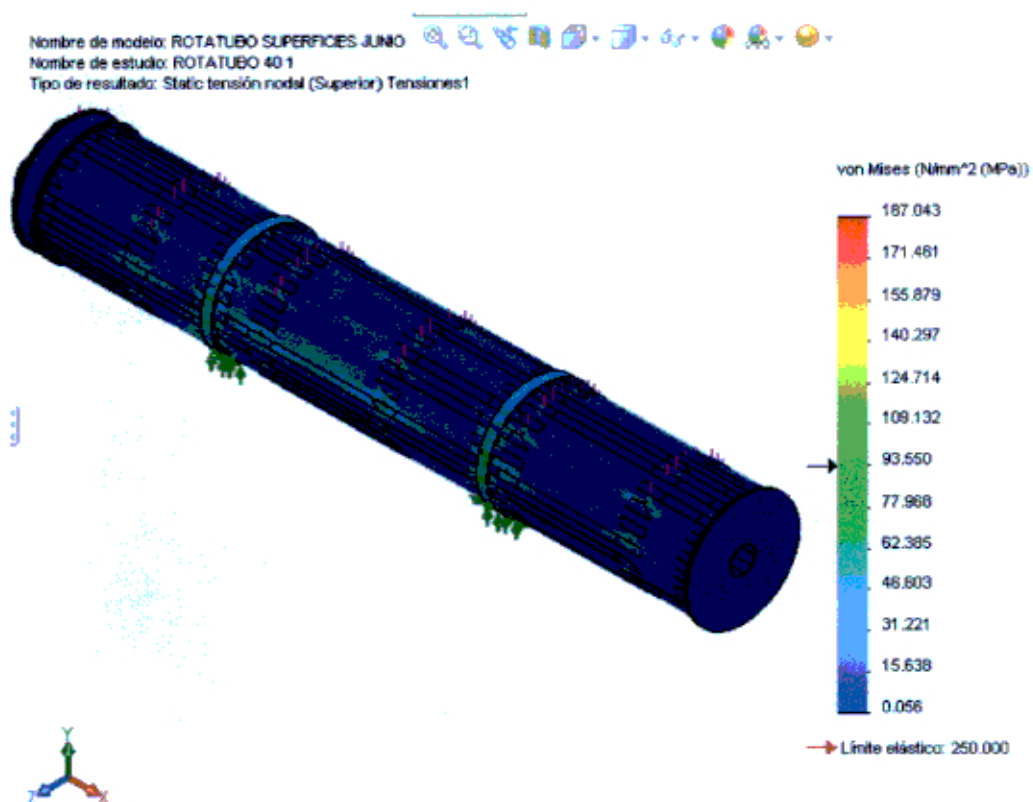 Nombre de modelo: ROTATUBO SUPERFICIES JUNIO
Nombre de estudio: ROTATUBO 40 1
Tipo de resultado: Static tensión nodal (Superior) Tensiones1
von Mises (N/mm^2 (MPa))
187.043
171.461
155.879
140.297
124.714
109.132
93.550
77.968
62.385
46.803
31.221
15.638
0.056
Límite elástico: 250.000
Y
Z
X